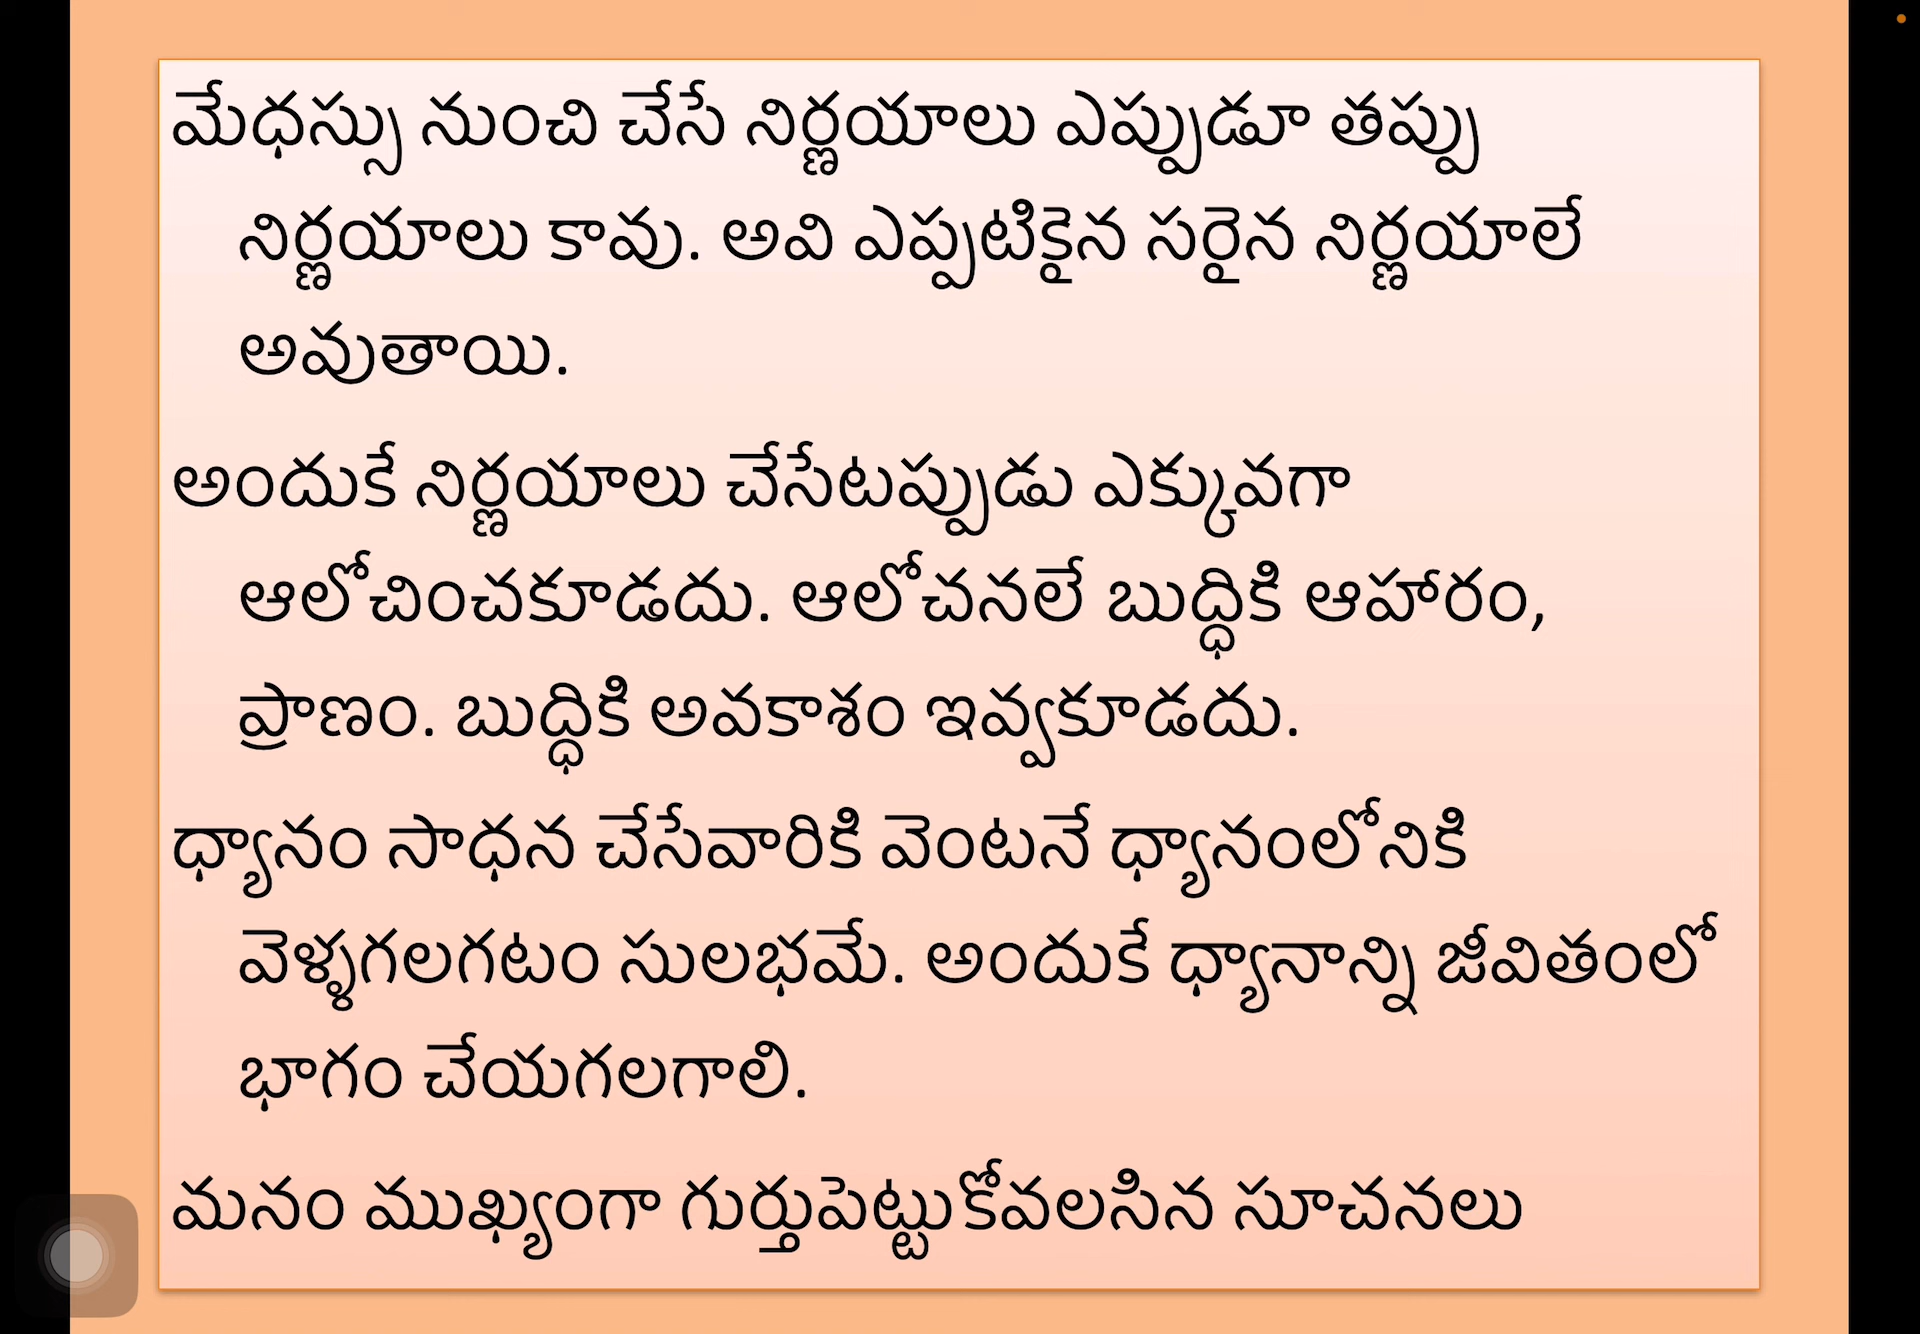 మేధస్సు నుంచి చేసే నిర్ణయాలు ఎప్పుడూ తప్పు
నిర్ణయాలు కావు. అవి ఎప్పటికైన సరైన నిర్ణయాలే
అవుతాయి.
అందుకే నిర్ణయాలు చేసేటప్పుడు ఎక్కువగా
ఆలోచించకూడదు. ఆలోచనలే బుద్ధికి ఆహారం,
ప్రాణం. బుద్ధికి అవకాశం ఇవ్వకూడదు.
ధ్యానం సాధన చేసేవారికి వెంటనే ధ్యానంలోనికి
వెళ్ళగలగటం సులభమే. అందుకే ధ్యానాన్ని జీవితంలో
భాగం చేయగలగాలి.
మనం ముఖ్యంగా గుర్తుపెట్టుకోవలసిన సూచనలు